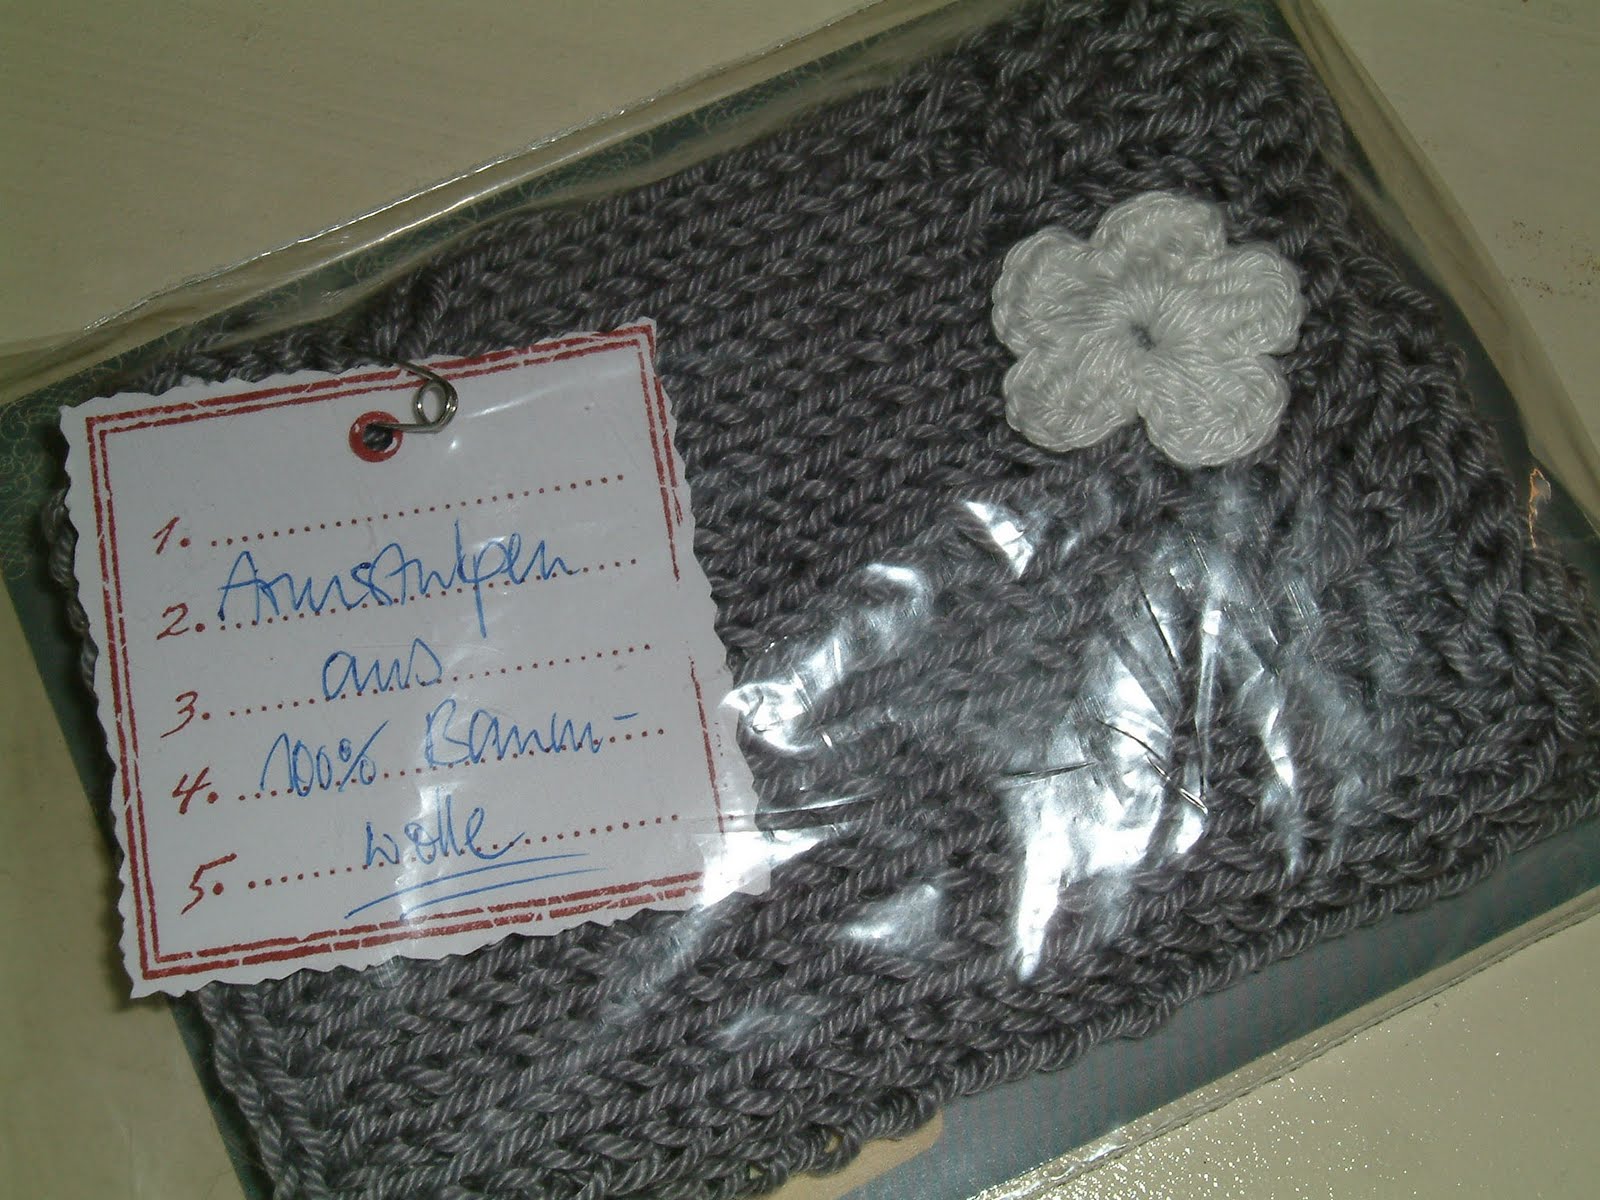 1.
2. Armstulpen
3. aus
4. 100% Baum-
5. wolle